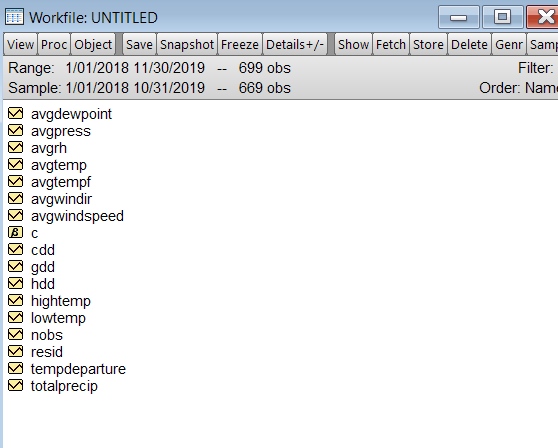 Workfile: UNTITLED
View Proc Object Save Snapshot Freeze Details+/- Show Fetch Store Delete Genr Samp
Range: 1/01/2018 11/30/2019 -- 699 obs Filter:
Sample: 1/01/2018 10/31/2019 -- 669 obs Order: Name
avgdewpoint
avgpress
avgrh
avgtemp
avgtempf
avgwindir
avgwindspeed
β c
cdd
gdd
hdd
hightemp
lowtemp
nobs
resid
tempdeparture
totalprecip